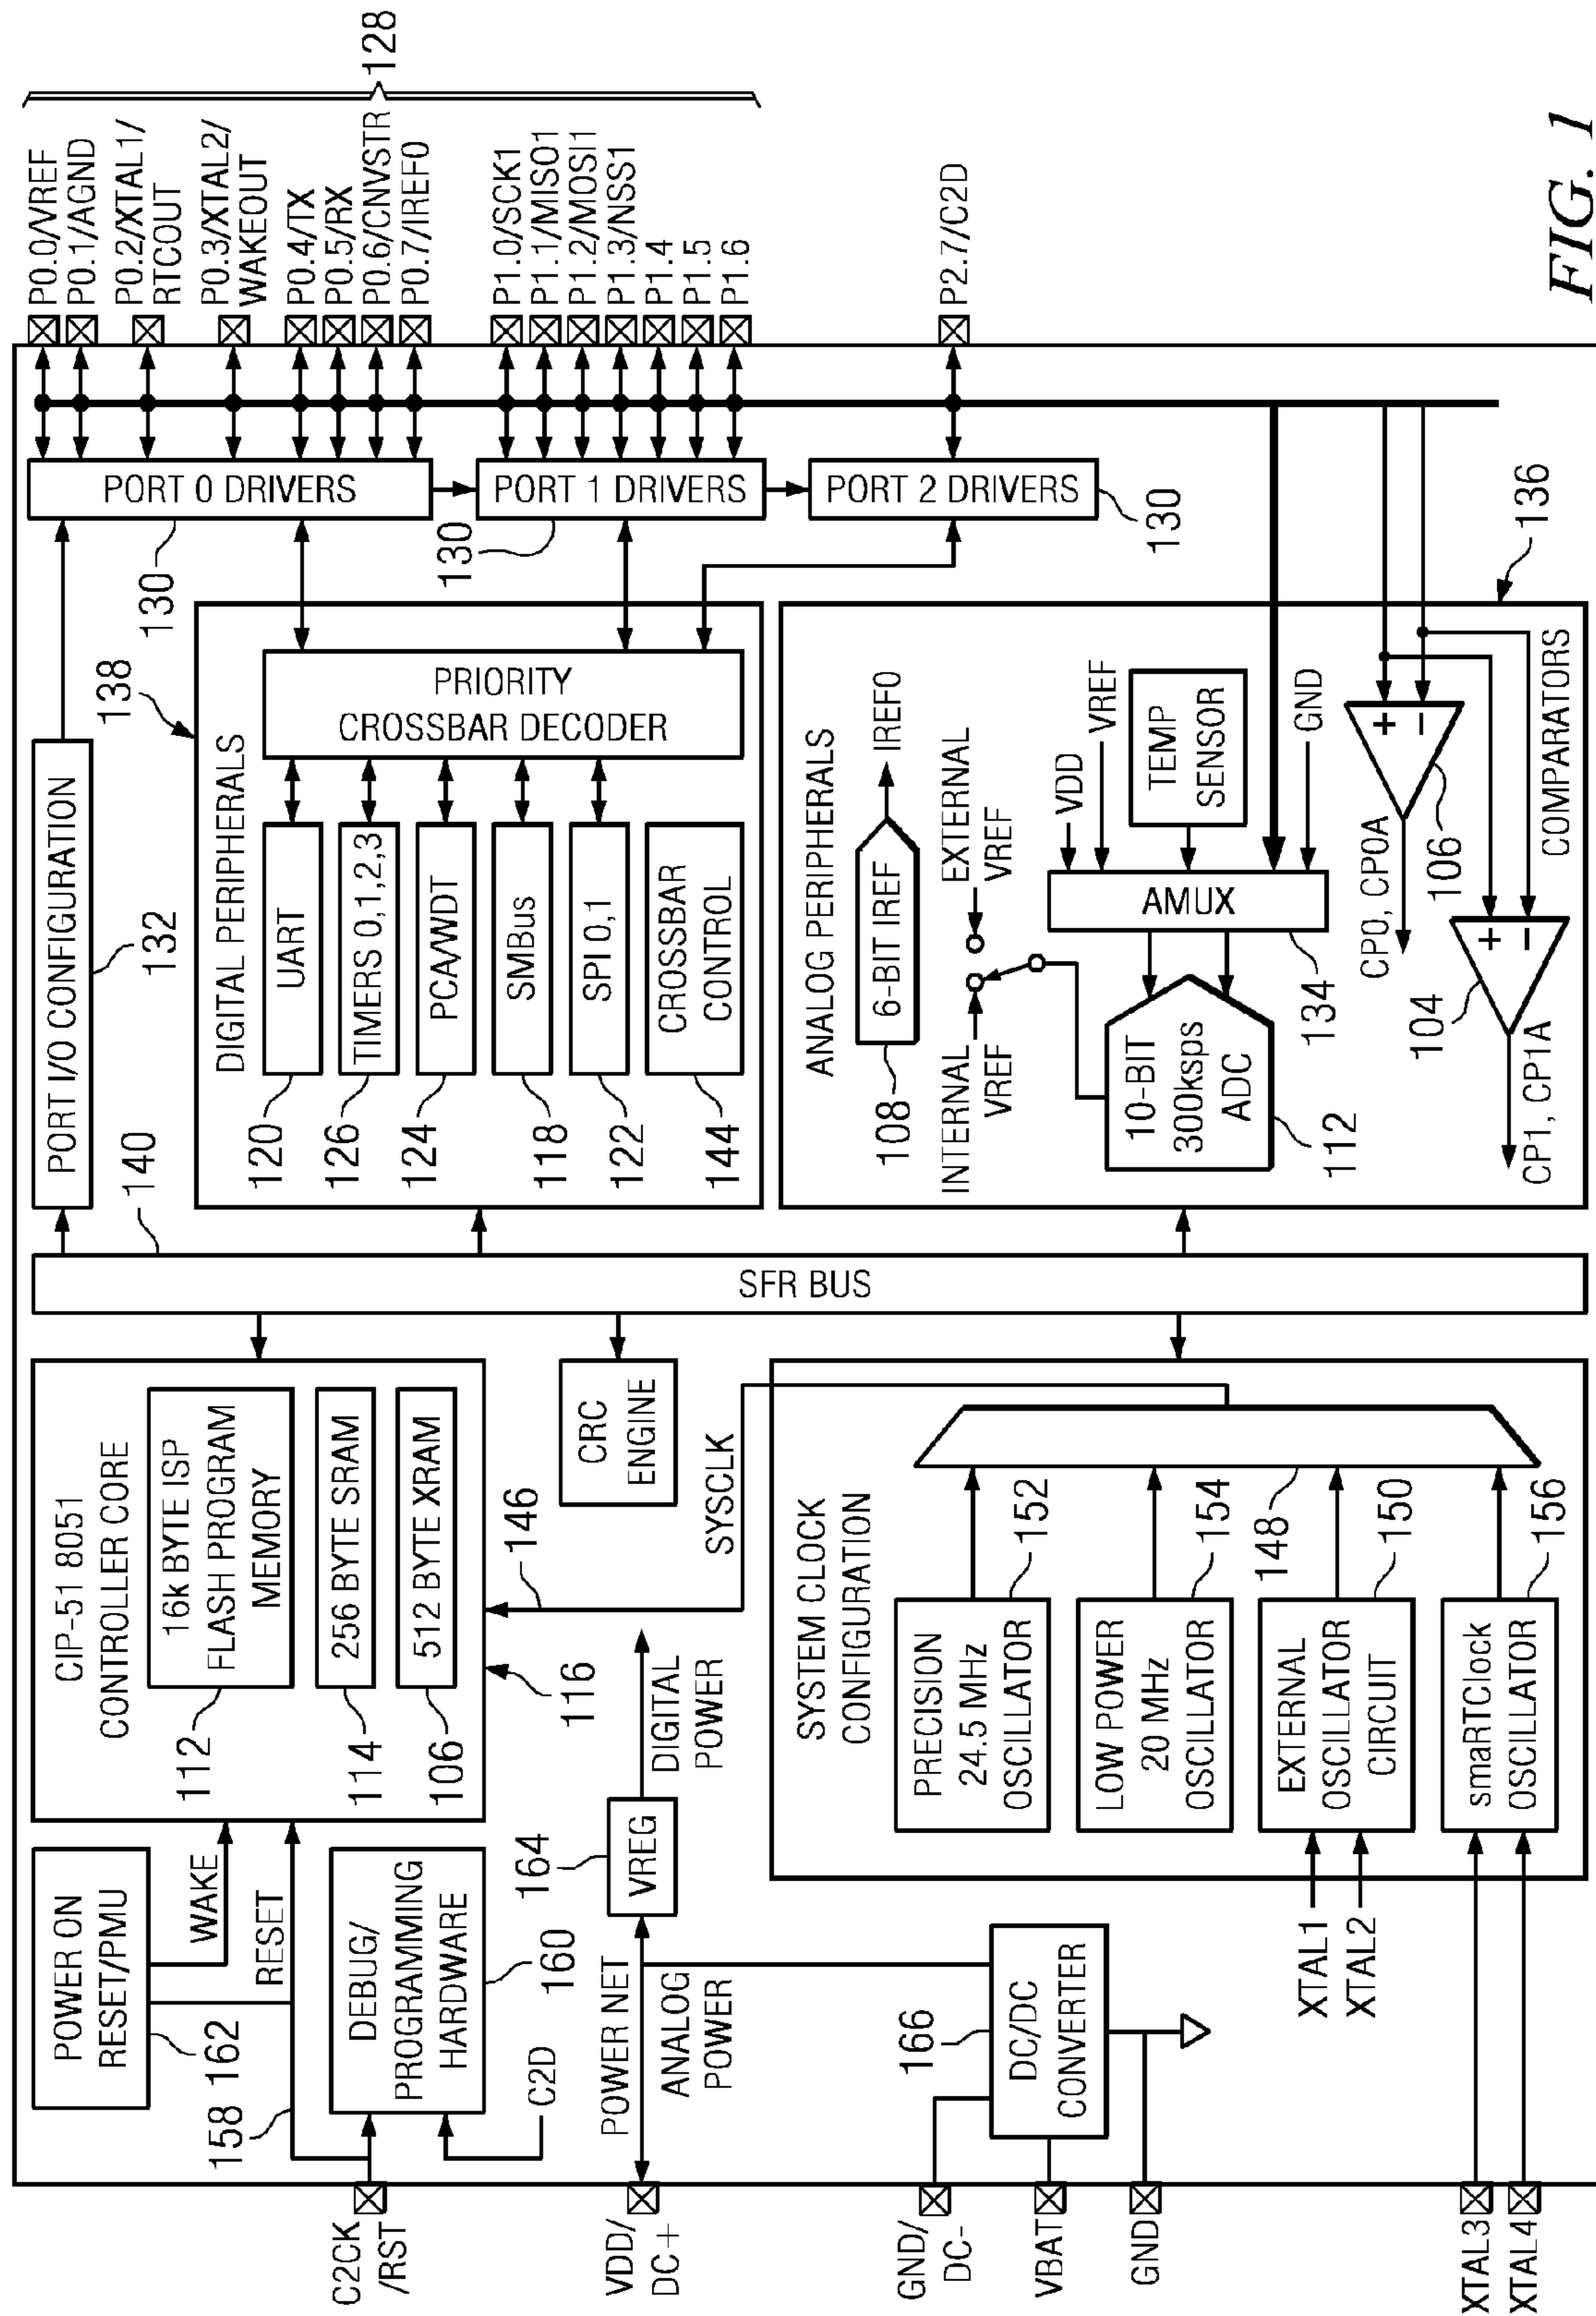 POWER ON
RESET/PMU
162
WAKE
RESET
158
C2CK
/RST
DEBUG/
PROGRAMMING
HARDWARE
160
C2D
CIP-51 8051
CONTROLLER CORE
16k BYTE ISP
FLASH PROGRAM
MEMORY
112
256 BYTE SRAM
114
512 BYTE XRAM
106
116
146
SYSCLK
CRC
ENGINE
VDD/
DC+
POWER NET
ANALOG
POWER
VREG
164
DIGITAL
POWER
GND/
DC-
VBAT
GND
166
DC/DC
CONVERTER
SYSTEM CLOCK
CONFIGURATION
PRECISION
24.5 MHz
OSCILLATOR
152
LOW POWER
20 MHz
OSCILLATOR
154
148
XTAL1
XTAL2
EXTERNAL
OSCILLATOR
CIRCUIT
150
smaRTClock
OSCILLATOR
156
XTAL3
XTAL4
SFR BUS
140
PORT I/O CONFIGURATION
132
138
DIGITAL PERIPHERALS
UART
120
TIMERS 0,1,2,3
126
PCA/WDT
124
SMBus
118
SPI 0,1
122
CROSSBAR
CONTROL
144
PRIORITY
CROSSBAR DECODER
PORT 0 DRIVERS
130
PORT 1 DRIVERS
130
PORT 2 DRIVERS
130
P0.0/VREF
P0.1/AGND
P0.2/XTAL1/
RTCOUT
P0.3/XTAL2/
WAKEOUT
P0.4/TX
P0.5/RX
P0.6/CNVSTR
P0.7/IREF0
P1.0/SCK1
P1.1/MISO1
P1.2/MOSI1
P1.3/NSS1
P1.4
P1.5
P1.6
128
P2.7/C2D
ANALOG PERIPHERALS
6-BIT IREF
108
IREF0
INTERNAL
VREF
EXTERNAL
VREF
VDD
VREF
TEMP
SENSOR
GND
AMUX
134
10-BIT
300ksps
ADC
112
136
CP0, CP0A
+
−
106
CP1, CP1A
+
−
104
COMPARATORS
FIG. 1